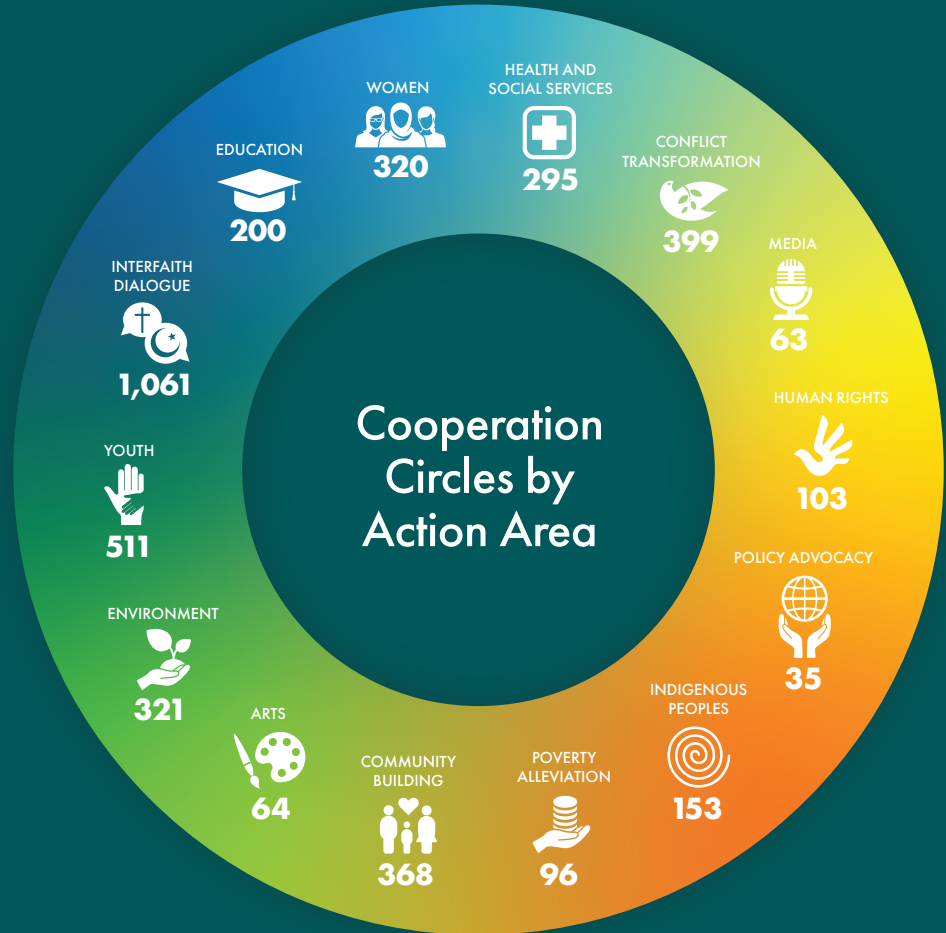 Cooperation
Circles by
Action Area
WOMEN
320
HEALTH AND
SOCIAL SERVICES
295
CONFLICT
TRANSFORMATION
399
MEDIA
63
HUMAN RIGHTS
103
POLICY ADVOCACY
35
INDIGENOUS
PEOPLES
153
POVERTY
ALLEVIATION
96
COMMUNITY
BUILDING
368
ARTS
64
ENVIRONMENT
321
YOUTH
511
INTERFAITH
DIALOGUE
1,061
EDUCATION
200